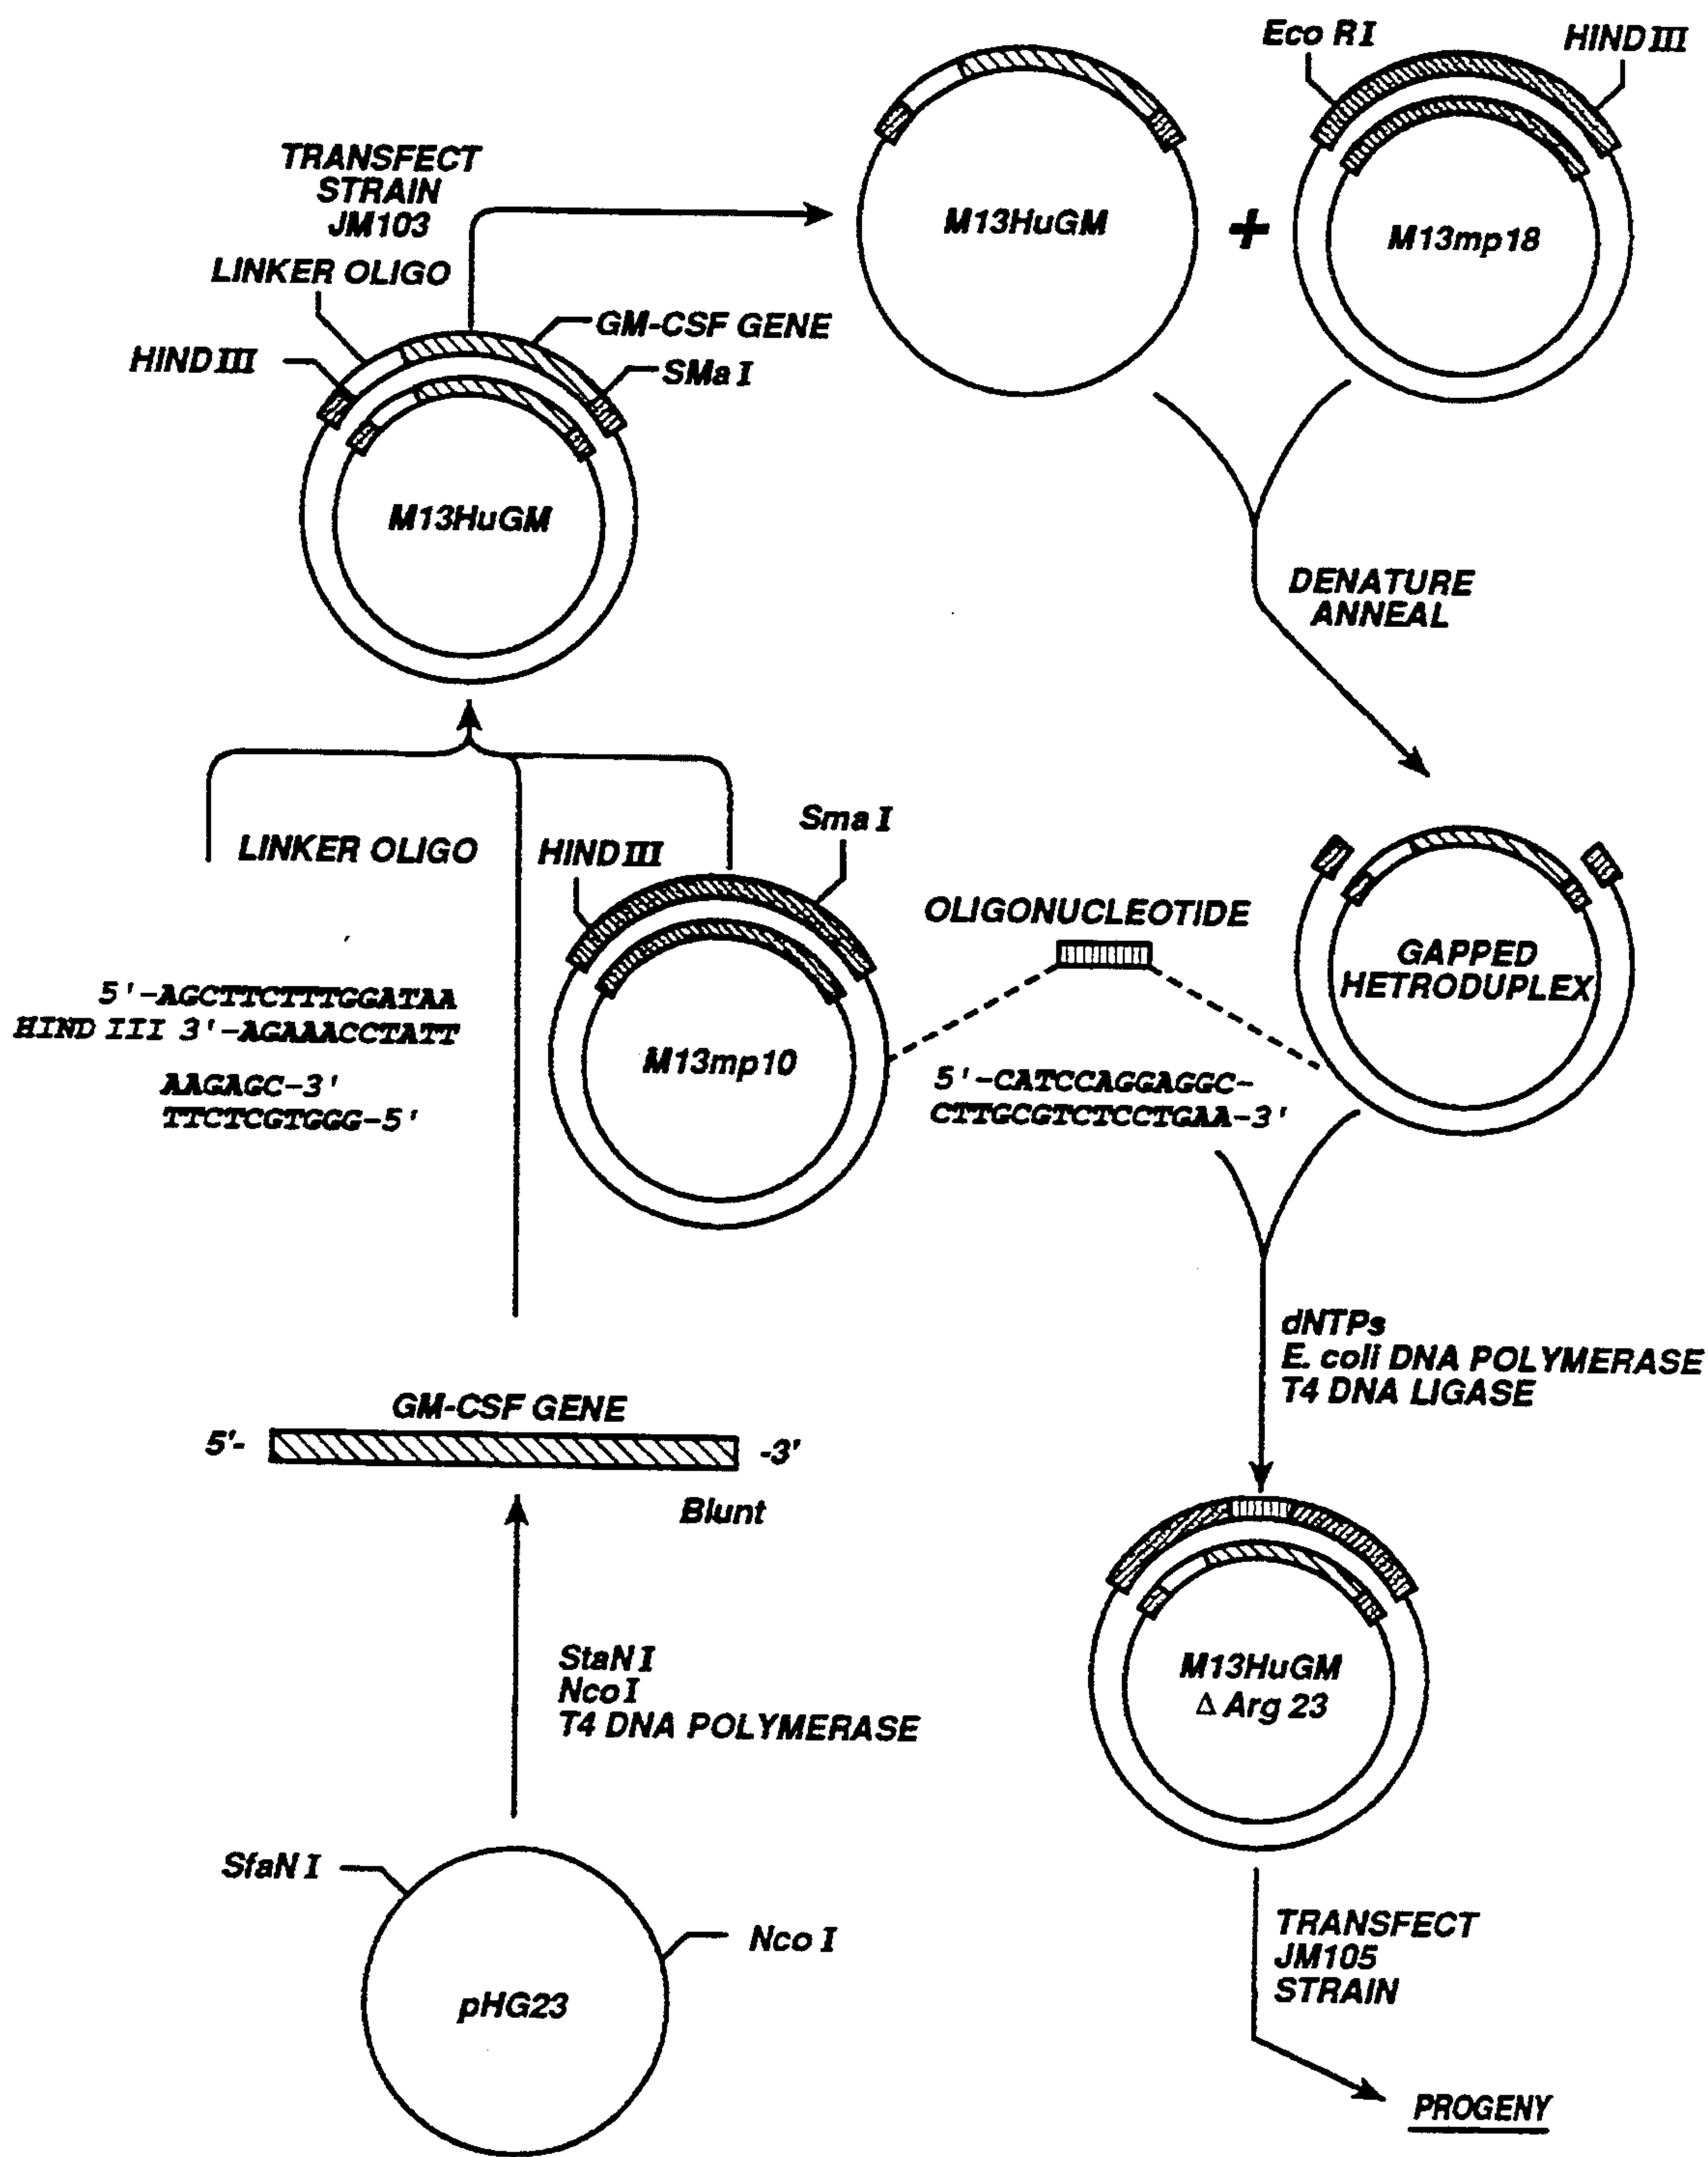 Eco RI
HIND III
TRANSFECT
STRAIN
JM103
LINKER OLIGO
GM-CSF GENE
HIND III
SMa I
M13HuGM
M13HuGM
+
M13mp18
DENATURE
ANNEAL
LINKER OLIGO
HIND III
Sma I
5'-AGCTTCTTTGGATAA
HIND III 3'-AGAAACCTATT
AAGAGC-3'
TTCTCGTGGG-5'
M13mp10
OLIGONUCLEOTIDE
5'-CATCCAGGAGGC-
CTTGCGTCTCCTGAA-3'
GAPPED
HETRODUPLEX
dNTPs
E. coli DNA POLYMERASE
T4 DNA LIGASE
GM-CSF GENE
5'-
-3'
Blunt
StaN I
Nco I
T4 DNA POLYMERASE
SfaN I
Nco I
pHG23
M13HuGM
Δ Arg 23
TRANSFECT
JM105
STRAIN
PROGENY